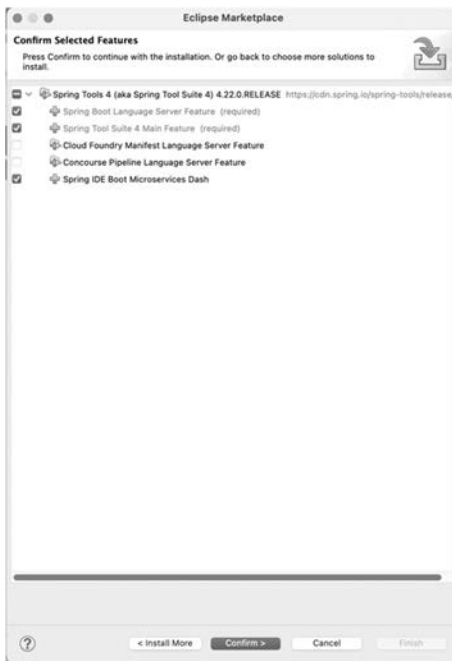 Eclipse Marketplace
Confirm Selected Features
Press Confirm to continue with the installation. Or go back to choose more solutions to
install.
Spring Tools 4 (aka Spring Tool Suite 4) 4.22.0.RELEASE https://cdn.spring.io/spring-tools/release/
Spring Boot Language Server Feature (required)
Spring Tool Suite 4 Main Feature (required)
Cloud Foundry Manifest Language Server Feature
Concourse Pipeline Language Server Feature
Spring IDE Boot Microservices Dash
? < Install More Confirm > Cancel Finish